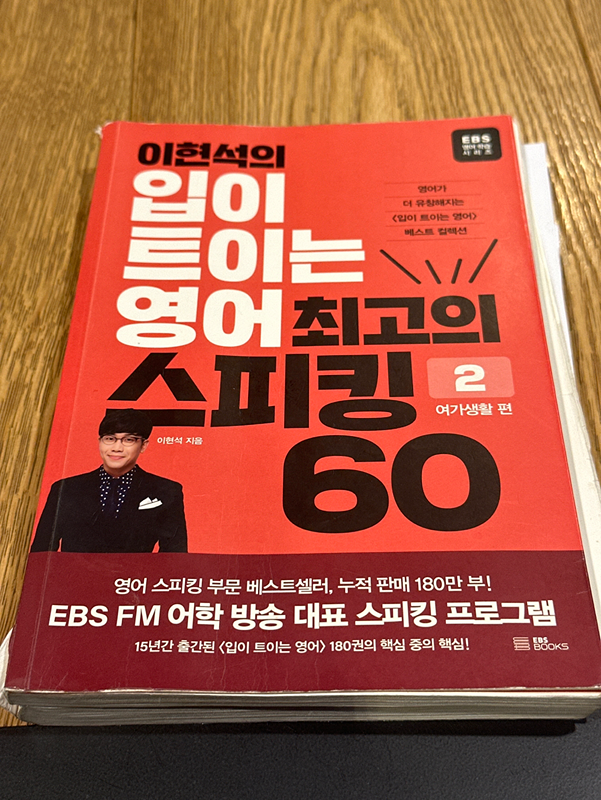 이현석의
입이
트이는
영어 최고의
스피킹 2
여가생활 편
이현석 지음
60
EBS
영어학습
시리즈
영어가
더 유창해지는
〈입이 트이는 영어〉
베스트 컬렉션
영어 스피킹 부문 베스트셀러, 누적 판매 180만 부!
EBS FM 어학 방송 대표 스피킹 프로그램
15년간 출간된 〈입이 트이는 영어〉 180권의 핵심 중의 핵심!
EBS
BOOKS